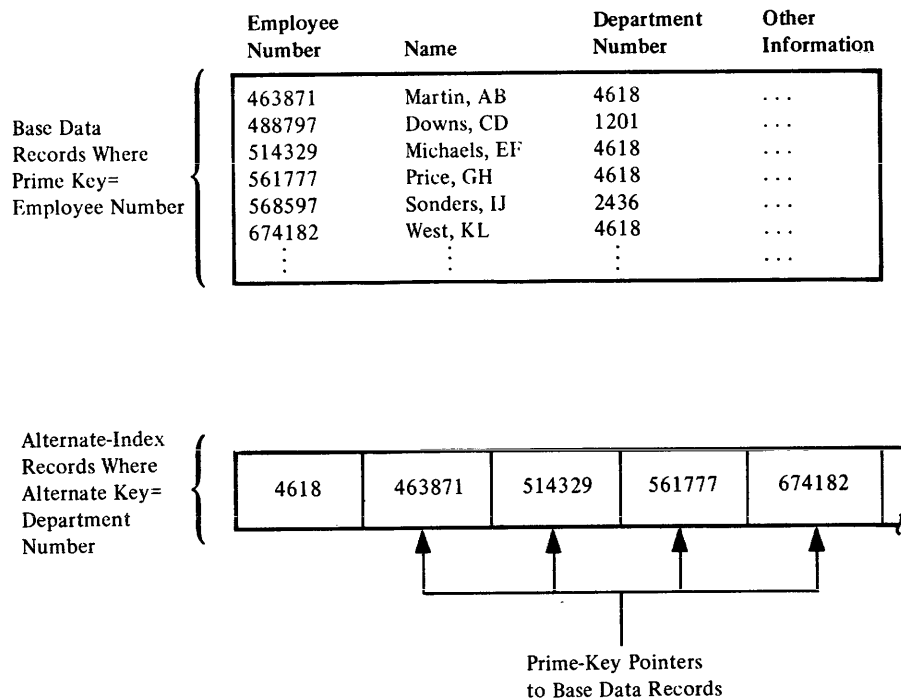 Employee Number Name Department Number Other Information
Base Data
Records Where
Prime Key=
Employee Number
463871 Martin, AB 4618 ...
488797 Downs, CD 1201 ...
514329 Michaels, EF 4618 ...
561777 Price, GH 4618 ...
568597 Sonders, IJ 2436 ...
674182 West, KL 4618 ...
⋮ ⋮ ⋮ ...
Alternate-Index
Records Where
Alternate Key=
Department
Number
4618 463871 514329 561777 674182
Prime-Key Pointers
to Base Data Records